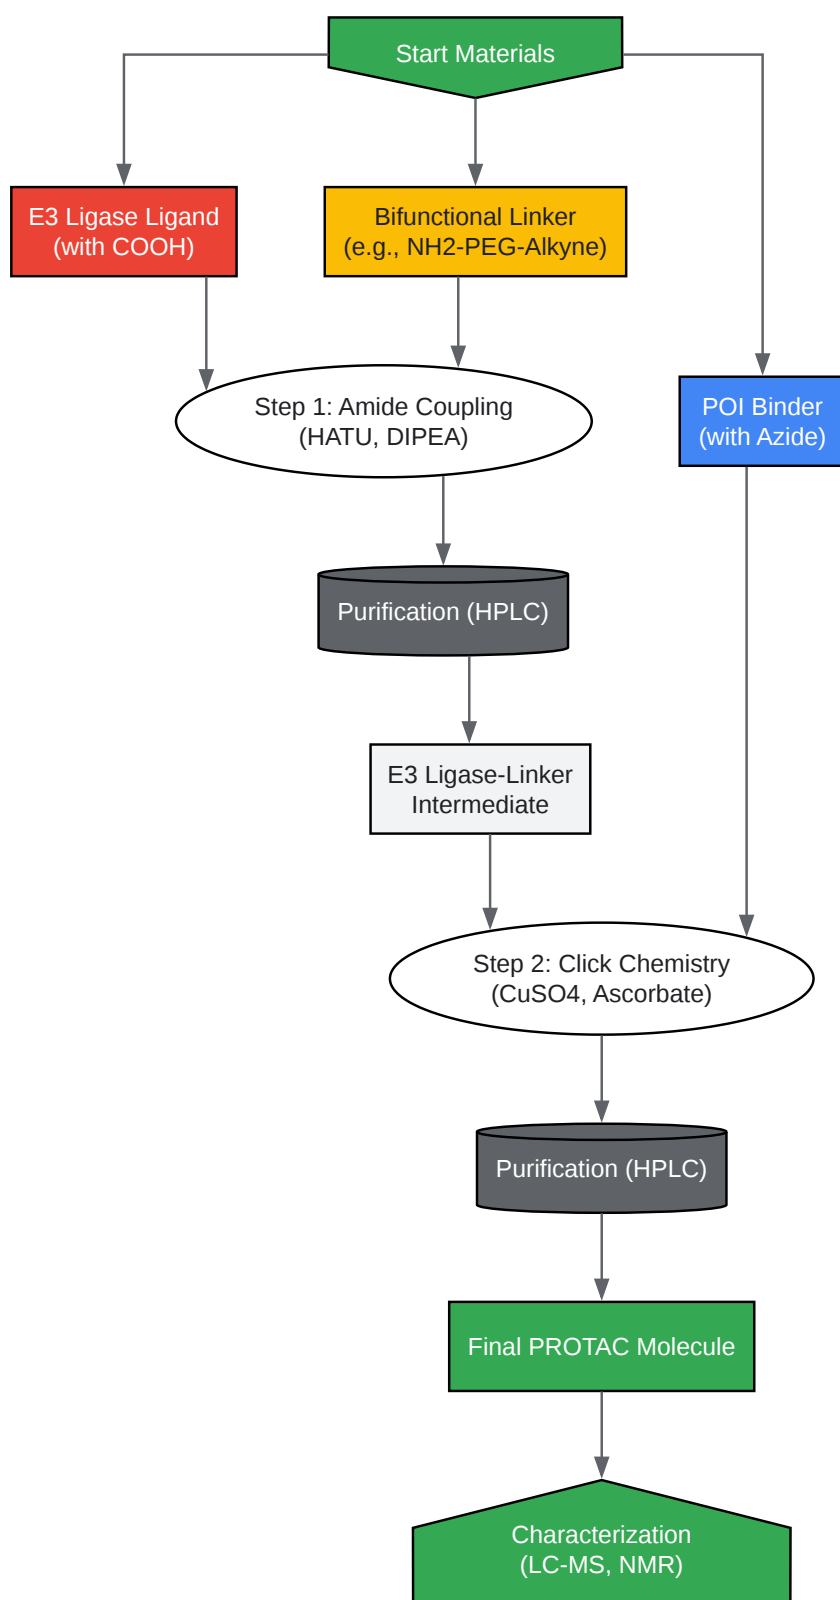 Start Materials
E3 Ligase Ligand
(with COOH)
Bifunctional Linker
(e.g., NH2-PEG-Alkyne)
Step 1: Amide Coupling
(HATU, DIPEA)
POI Binder
(with Azide)
Purification (HPLC)
E3 Ligase-Linker
Intermediate
Step 2: Click Chemistry
(CuSO4, Ascorbate)
Purification (HPLC)
Final PROTAC Molecule
Characterization
(LC-MS, NMR)